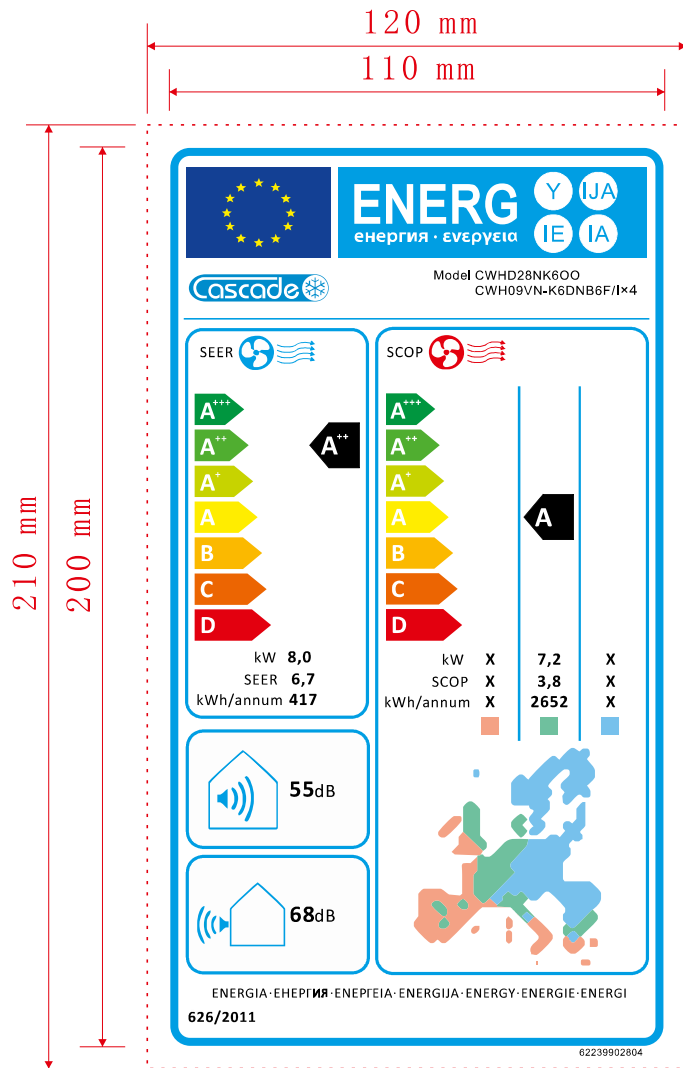 120 mm
110 mm
210 mm
200 mm
ENERG
енергия · ενεργεια
Y IJA
IE IA
Cascade
Model CWHD28NK6OO
CWH09VN-K6DNB6F/I×4
SEER
A+++
A++
A+
A
B
C
D
A++
kW 8,0
SEER 6,7
kWh/annum 417
SCOP
A+++
A++
A+
A
B
C
D
A
kW X 7,2 X
SCOP X 3,8 X
kWh/annum X 2652 X
55dB
68dB
ENERGIA·ЕНЕРГИЯ·ΕΝΕΡΓΕΙΑ·ENERGIJA·ENERGY·ENERGIE·ENERGI
626/2011
62239902804